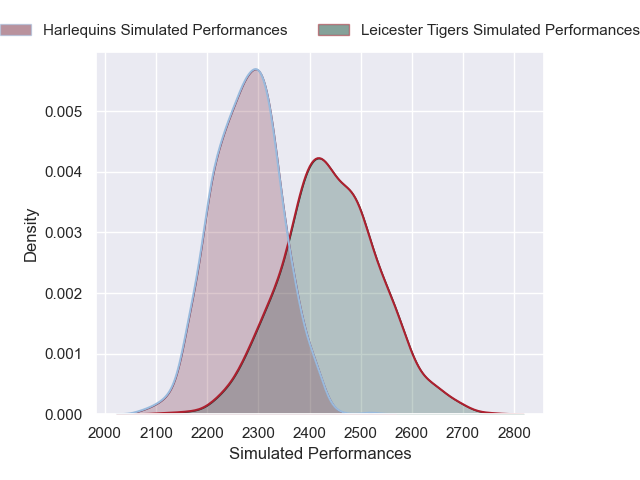 Harlequins Simulated Performances
Leicester Tigers Simulated Performances
0.005
0.004
0.003
0.002
0.001
0.000
Density
2000 2100 2200 2300 2400 2500 2600 2700 2800
Simulated Performances